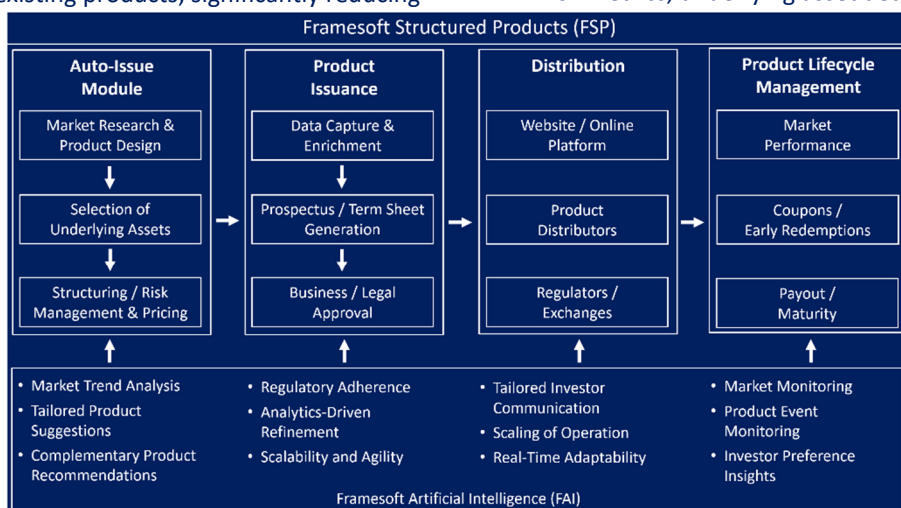 existing products, significantly reducing
Framesoft Structured Products (FSP)
Auto-Issue
Module
Market Research &
Product Design
Selection of
Underlying Assets
Structuring / Risk
Management & Pricing
Product
Issuance
Data Capture &
Enrichment
Prospectus / Term Sheet
Generation
Business / Legal
Approval
Distribution
Website / Online
Platform
Product
Distributors
Regulators /
Exchanges
Product Lifecycle
Management
Market
Performance
Coupons /
Early Redemptions
Payout /
Maturity
• Market Trend Analysis
• Tailored Product
Suggestions
• Complementary Product
Recommendations
• Regulatory Adherence
• Analytics-Driven
Refinement
• Scalability and Agility
• Tailored Investor
Communication
• Scaling of Operation
• Real-Time Adaptability
• Market Monitoring
• Product Event
Monitoring
• Investor Preference
Insights
Framesoft Artificial Intelligence (FAI)